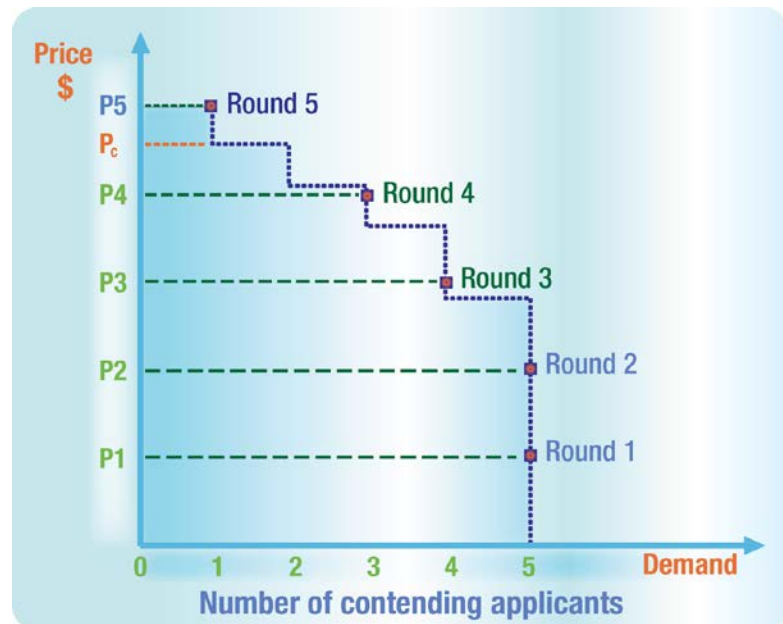 Price
$
P5
Round 5
Pc
P4
Round 4
P3
Round 3
P2
Round 2
P1
Round 1
0 1 2 3 4 5 Demand
Number of contending applicants